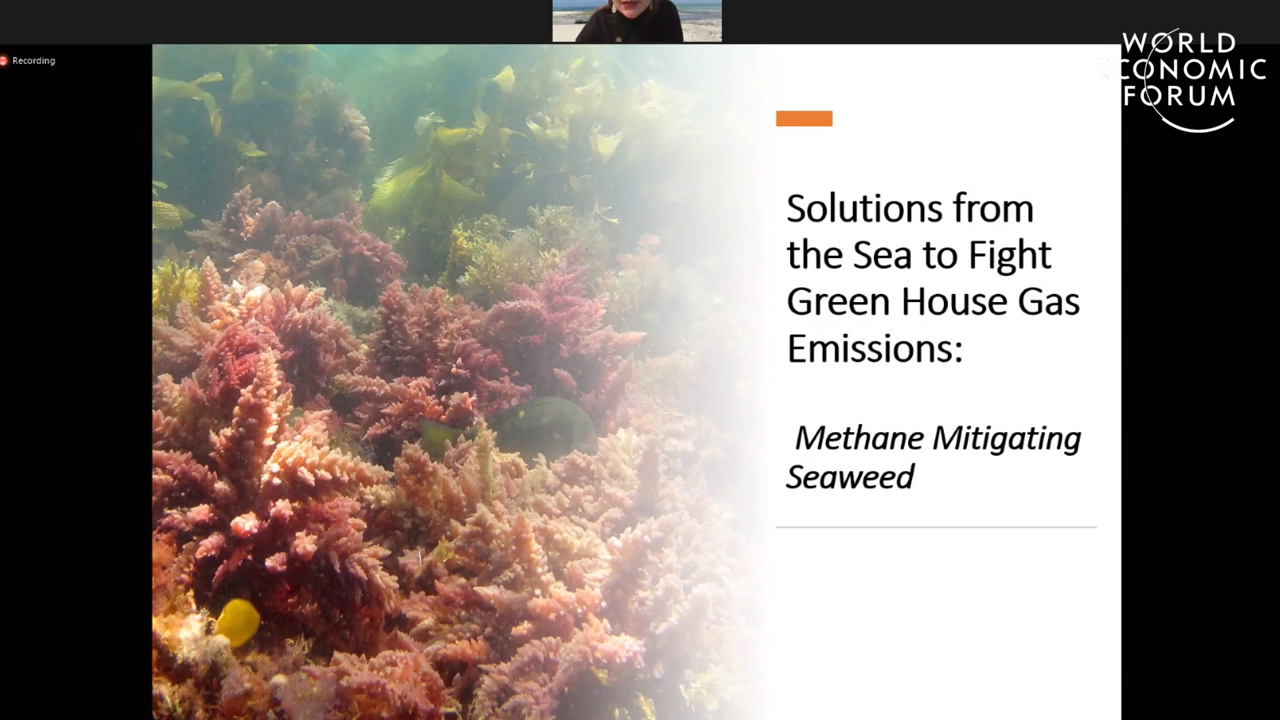 Recording
WORLD
ECONOMIC
FORUM
Solutions from
the Sea to Fight
Green House Gas
Emissions:
Methane Mitigating
Seaweed